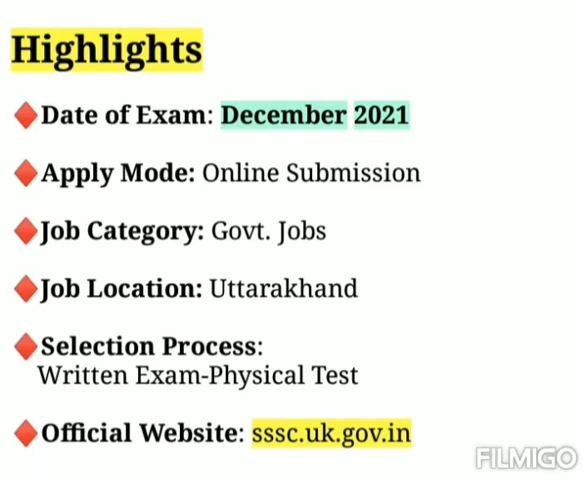 Highlights
♦Date of Exam: December 2021
♦Apply Mode: Online Submission
♦Job Category: Govt. Jobs
♦Job Location: Uttarakhand
♦Selection Process:
Written Exam-Physical Test
♦Official Website: sssc.uk.gov.in
FILMIGO